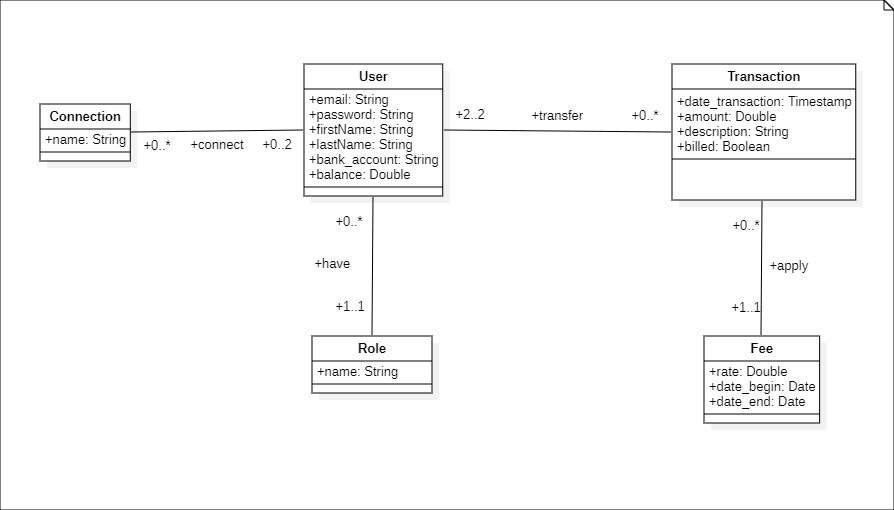 Connection
+name: String
+0..*
+connect
+0..2
User
+email: String
+password: String
+firstName: String
+lastName: String
+bank_account: String
+balance: Double
+2..2
+transfer
+0..*
Transaction
+date_transaction: Timestamp
+amount: Double
+description: String
+billed: Boolean
+0..*
+have
+1..1
Role
+name: String
+0..*
+apply
+1..1
Fee
+rate: Double
+date_begin: Date
+date_end: Date